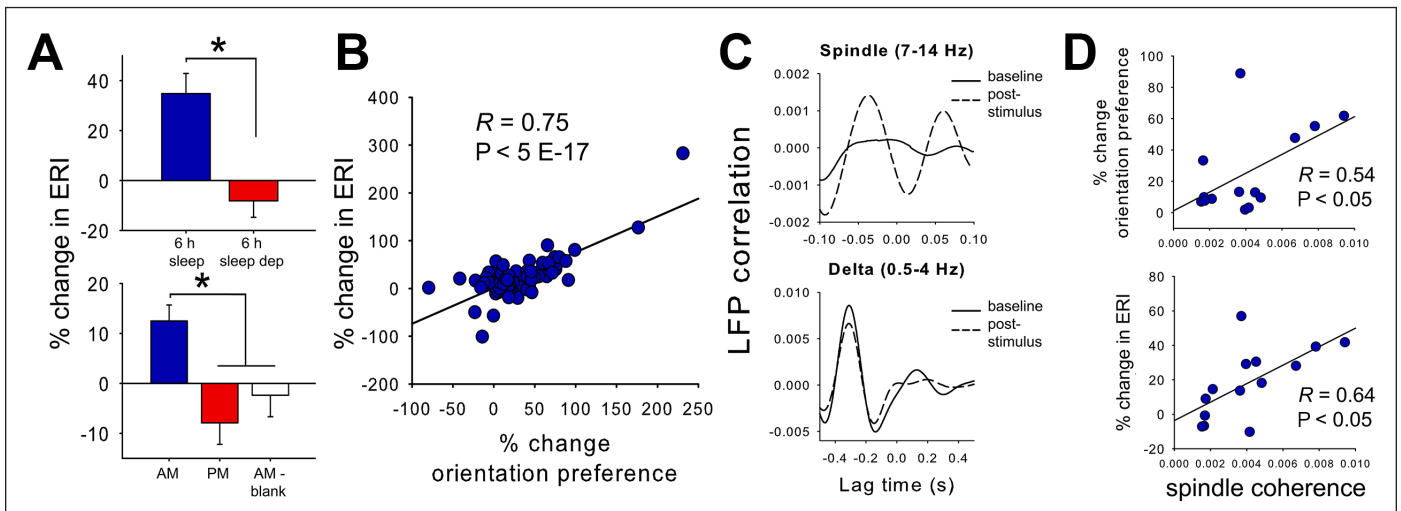 A
*
40
20
0
-20
6 h
sleep
6 h
sleep dep
% change in ERI
20
*
10
0
-10
AM
PM
AM -
blank
B
R = 0.75
P < 5 E-17
400
300
200
100
0
-100
-200
-100
-50
0
50
100
150
200
250
% change in ERI
% change
orientation preference
C
Spindle (7-14 Hz)
baseline
post-
stimulus
0.002
0.001
0.000
-0.001
-0.002
-0.10
-0.05
0.00
0.05
0.10
LFP correlation
Delta (0.5-4 Hz)
baseline
post-
stimulus
0.010
0.005
0.000
-0.005
-0.4
-0.2
0.0
0.2
0.4
Lag time (s)
D
% change
orientation preference
100
80
60
40
20
0
R = 0.54
P < 0.05
0.000
0.002
0.004
0.006
0.008
0.010
% change in ERI
80
60
40
20
0
-20
R = 0.64
P < 0.05
0.000
0.002
0.004
0.006
0.008
0.010
spindle coherence